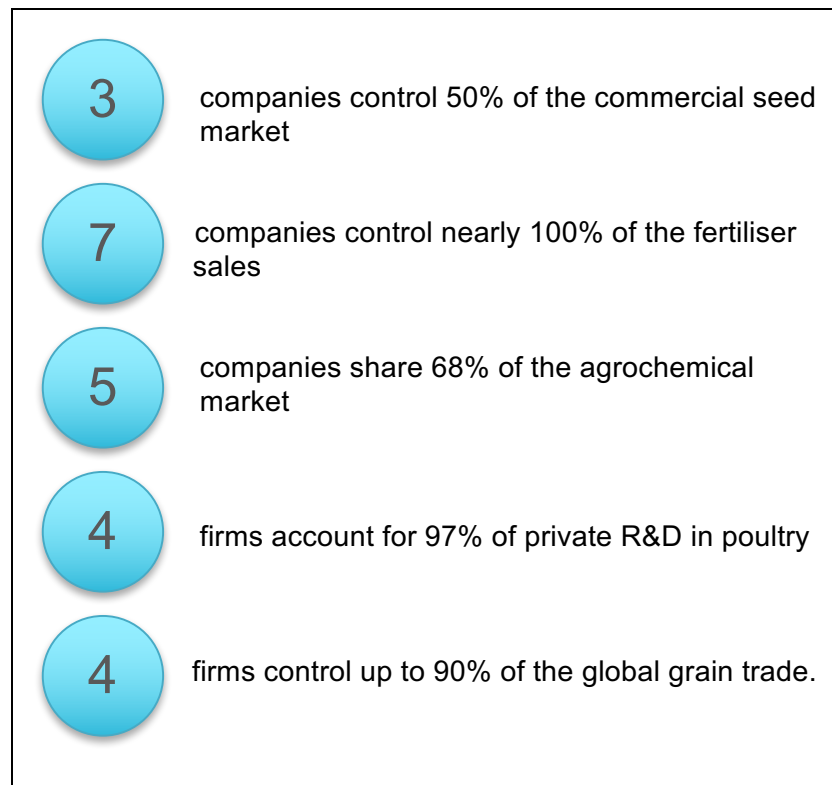 3
companies control 50% of the commercial seed
market
7
companies control nearly 100% of the fertiliser
sales
5
companies share 68% of the agrochemical
market
4
firms account for 97% of private R&D in poultry
4
firms control up to 90% of the global grain trade.